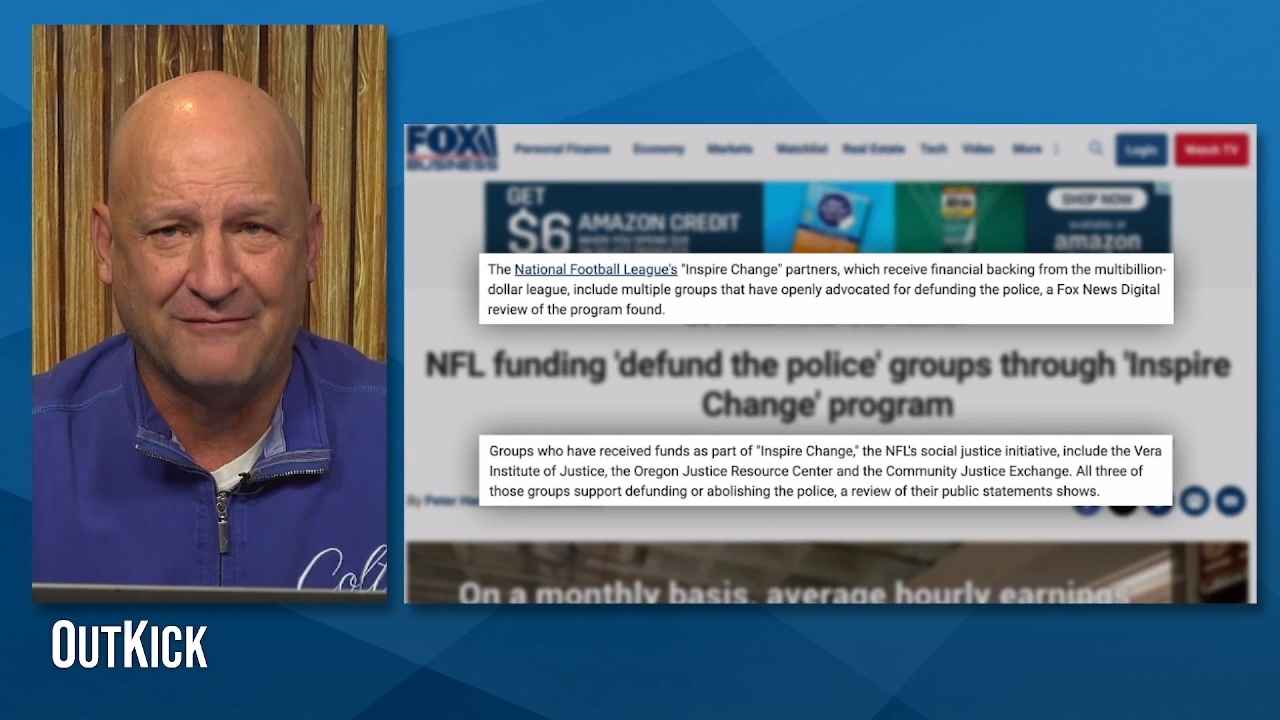 FOX
BUSINESS
Personal Finance Economy Markets Watchlist Real Estate Tech Video More Login Watch TV
GET
$6 AMAZON CREDIT
SHOP NOW
available at
amazon
The National Football League's "Inspire Change" partners, which receive financial backing from the multibillion-
dollar league, include multiple groups that have openly advocated for defunding the police, a Fox News Digital
review of the program found.
NFL funding 'defund the police' groups through 'Inspire
Change' program
Groups who have received funds as part of "Inspire Change," the NFL's social justice initiative, include the Vera
Institute of Justice, the Oregon Justice Resource Center and the Community Justice Exchange. All three of
those groups support defunding or abolishing the police, a review of their public statements shows.
By Peter
On a monthly basis, average hourly earnings
OUTKICK